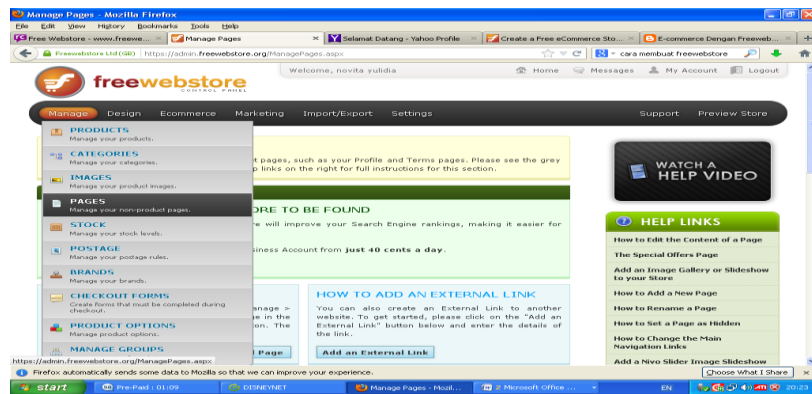 Manage Pages - Mozilla Firefox
File Edit View History Bookmarks Tools Help
Free Webstore - www.freewe... Manage Pages Selamat Datang - Yahoo Profile Create a Free eCommerce Sto... E-commerce Dengan Freeweb...
Freewebstore Ltd (GB) https://admin.freewebstore.org/ManagePages.aspx cara membuat freewebstore
Welcome, novita yulidia Home Messages My Account Logout
freewebstore
CONTROL PANEL
Manage Design Ecommerce Marketing Import/Export Settings Support Preview Store
PRODUCTS
Manage your products.
CATEGORIES
Manage your categories.
IMAGES
Manage your product images.
PAGES
Manage your non-product pages.
STOCK
Manage your stock levels.
POSTAGE
Manage your postage rules.
BRANDS
Manage your brands.
CHECKOUT FORMS
Create forms that must be completed during
checkout.
PRODUCT OPTIONS
Manage product options.
MANAGE GROUPS
t pages, such as your Profile and Terms pages. Please see the grey
p links on the right for full instructions for this section.
ORE TO BE FOUND
re will improve your Search Engine rankings, making it easier for
siness Account from just 40 cents a day.
anage >
e in the
on. The
l Page
HOW TO ADD AN EXTERNAL LINK
You can also create an External Link to another
website. To get started, please click on the "Add an
External Link" button below and enter the details of
the link.
Add an External Link
WATCH A
HELP VIDEO
HELP LINKS
How to Edit the Content of a Page
The Special Offers Page
Add an Image Gallery or Slideshow
to your Store
How to Add a New Page
How to Rename a Page
How to Set a Page as Hidden
How to Change the Main
Navigation Links
Add a Nivo Slider Image Slideshow
https://admin.freewebstore.org/ManagePages.aspx
Firefox automatically sends some data to Mozilla so that we can improve your experience. Choose What I Share
start Pre-Paid : 01:09 DISNEYNET Manage Pages - Mozil... 2 Microsoft Office ... EN 20:23